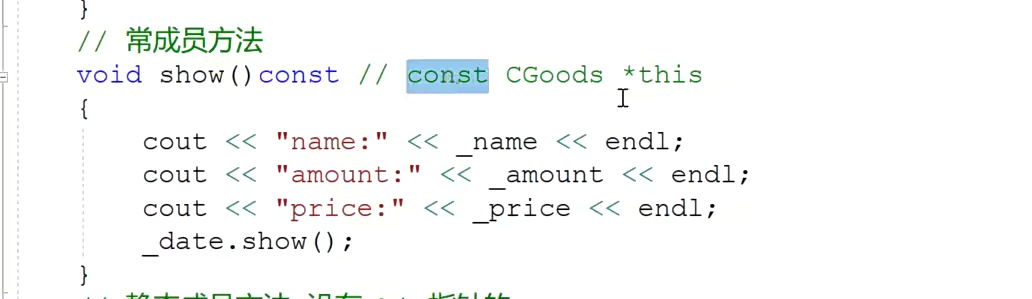 }
// 常成员方法
void show()const // const CGoods *this
{
cout << "name:" << _name << endl;
cout << "amount:" << _amount << endl;
cout << "price:" << _price << endl;
_date.show();
}